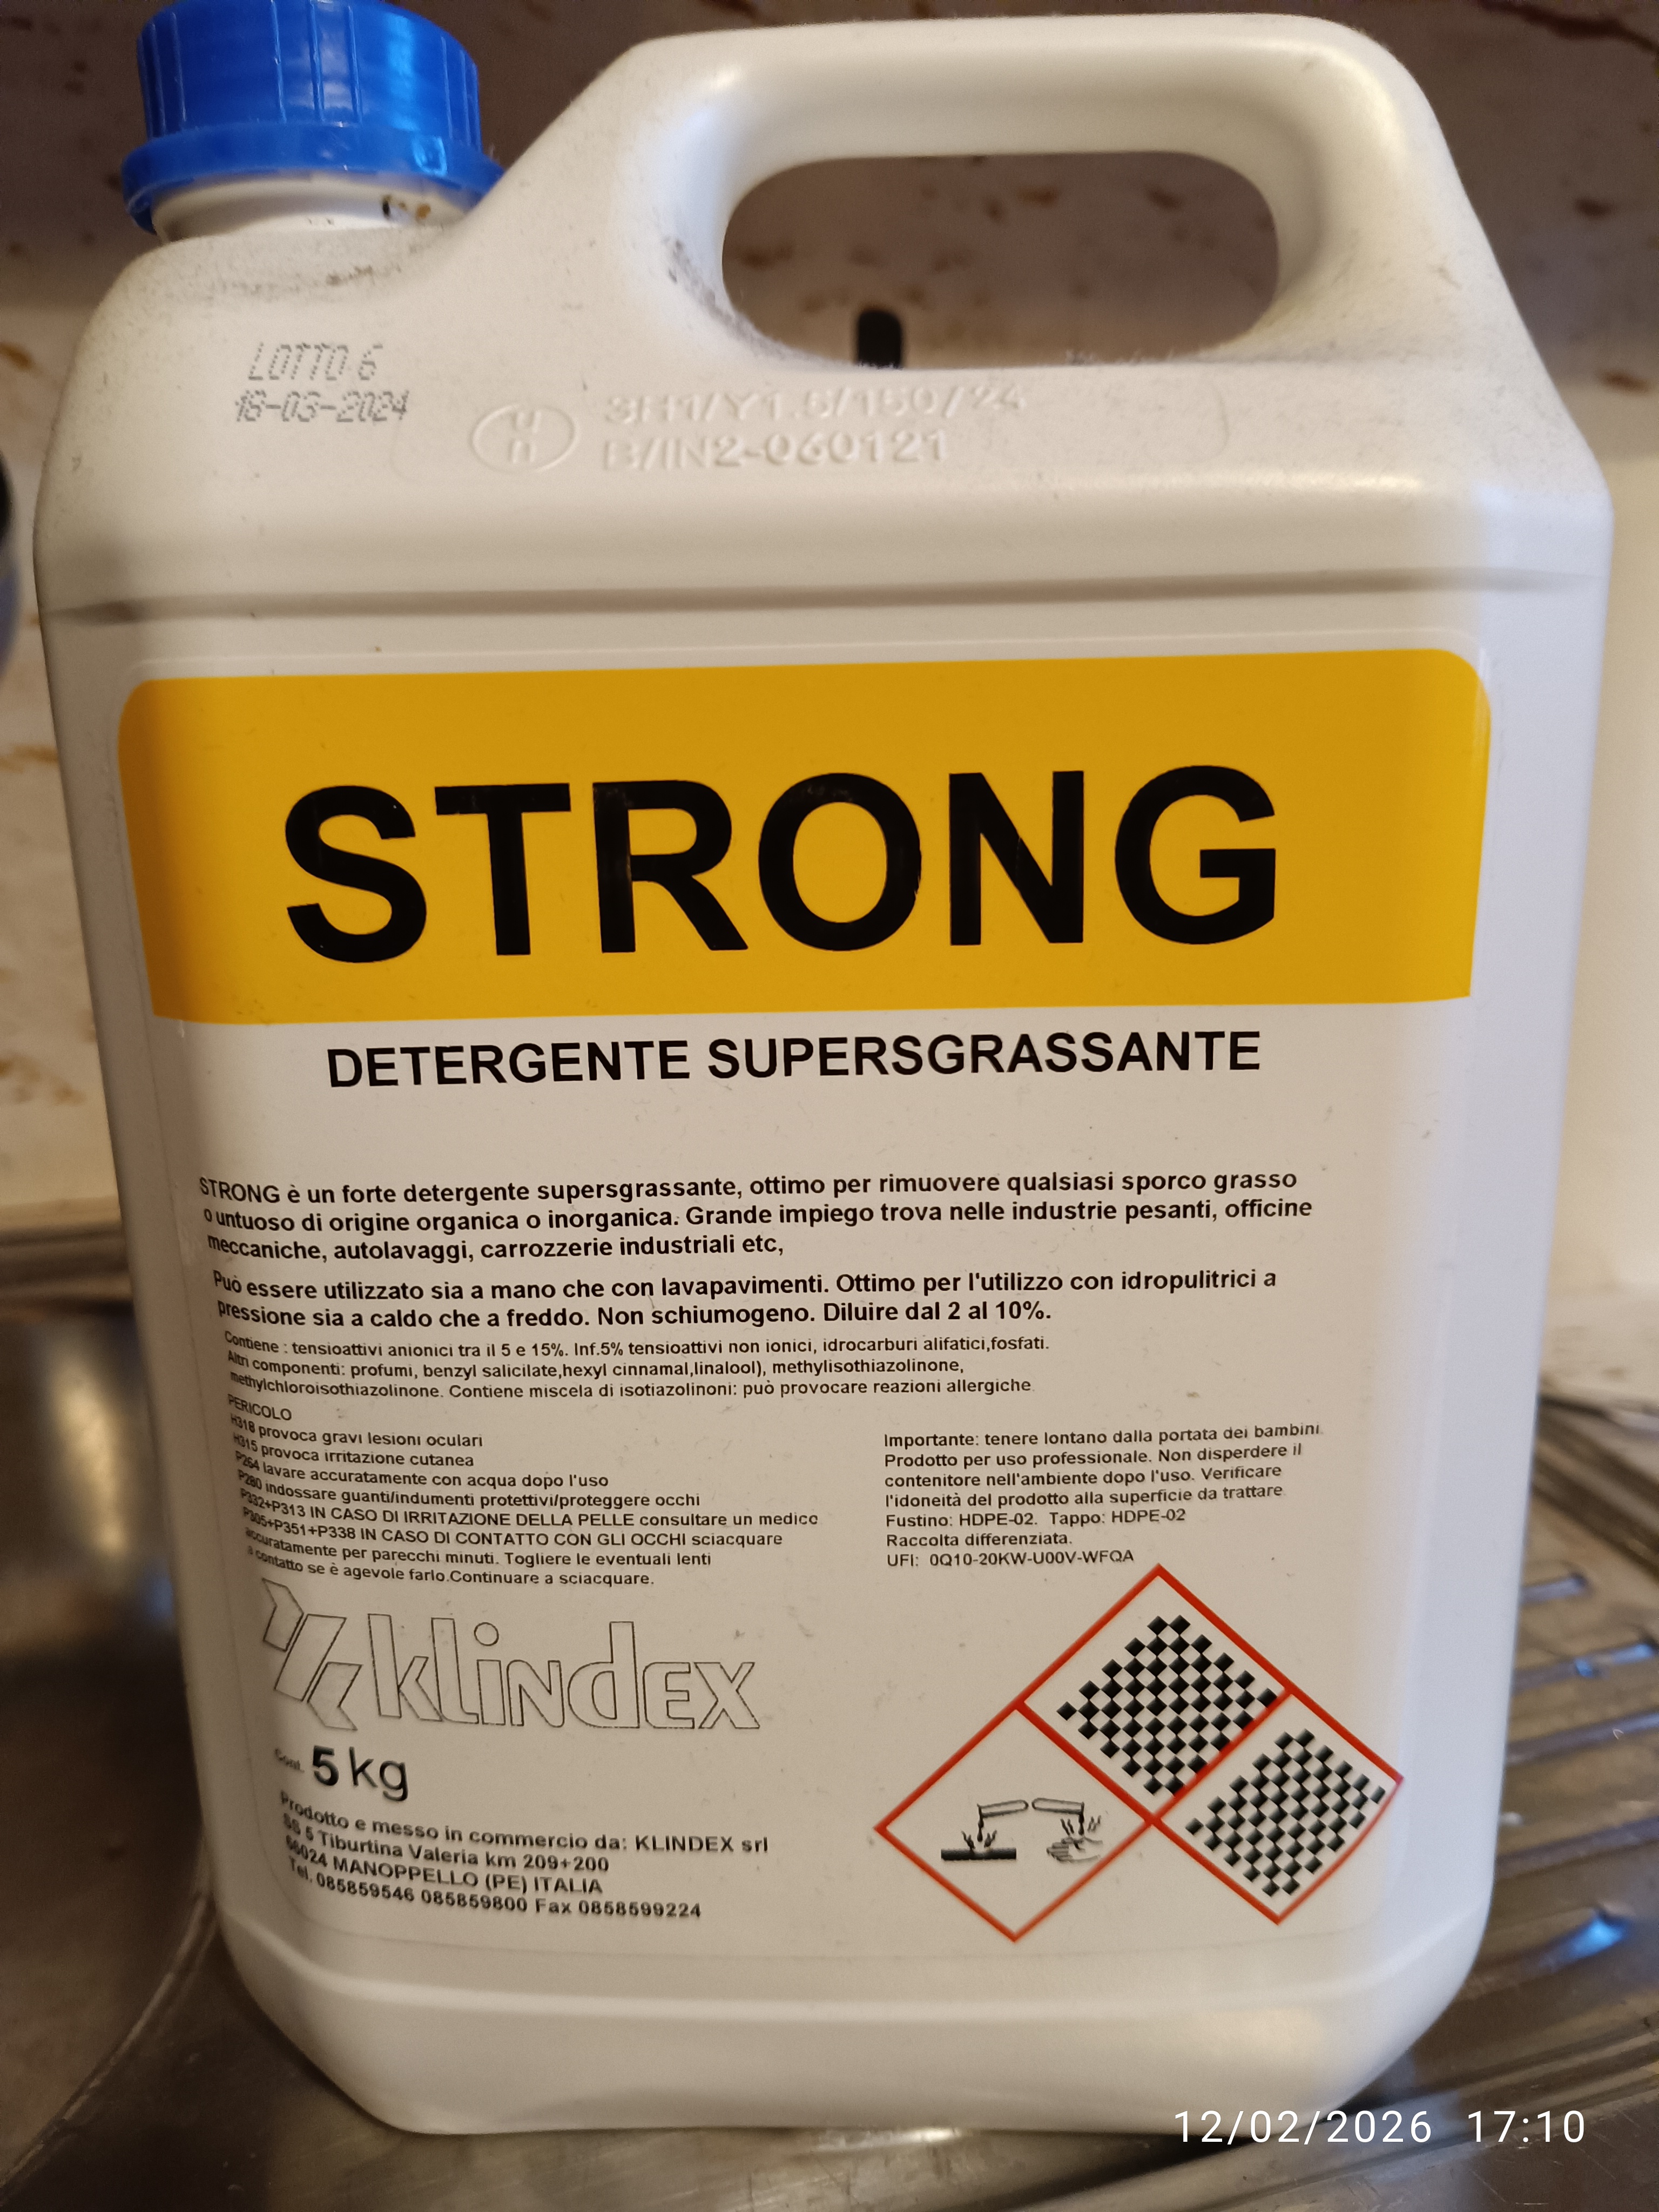 LOTTO 6
18-03-2024
u
n
3H1/Y1.5/150/24
B/IN2-060121
STRONG
DETERGENTE SUPERSGRASSANTE
STRONG è un forte detergente supersgrassante, ottimo per rimuovere qualsiasi sporco grasso
o untuoso di origine organica o inorganica. Grande impiego trova nelle industrie pesanti, officine
meccaniche, autolavaggi, carrozzerie industriali etc,
Può essere utilizzato sia a mano che con lavapavimenti. Ottimo per l'utilizzo con idropulitrici a
pressione sia a caldo che a freddo. Non schiumogeno. Diluire dal 2 al 10%.
Contiene : tensioattivi anionici tra il 5 e 15%. Inf.5% tensioattivi non ionici, idrocarburi alifatici,fosfati.
Altri componenti: profumi, benzyl salicilate,hexyl cinnamal,linalool), methylisothiazolinone,
methylchloroisothiazolinone. Contiene miscela di isotiazolinoni: può provocare reazioni allergiche
PERICOLO
H318 provoca gravi lesioni oculari
H315 provoca irritazione cutanea
P264 lavare accuratamente con acqua dopo l'uso
P280 indossare guanti/indumenti protettivi/proteggere occhi
P332+P313 IN CASO DI IRRITAZIONE DELLA PELLE consultare un medico
P305+P351+P338 IN CASO DI CONTATTO CON GLI OCCHI sciacquare
accuratamente per parecchi minuti. Togliere le eventuali lenti
a contatto se è agevole farlo.Continuare a sciacquare.
Importante: tenere lontano dalla portata dei bambini.
Prodotto per uso professionale. Non disperdere il
contenitore nell'ambiente dopo l'uso. Verificare
l'idoneità del prodotto alla superficie da trattare.
Fustino: HDPE-02. Tappo: HDPE-02
Raccolta differenziata.
UFI: 0Q10-20KW-U00V-WFQA
klindex
Cont. 5 kg
Prodotto e messo in commercio da: KLINDEX srl
SS 5 Tiburtina Valeria km 209+200
66024 MANOPPELLO (PE) ITALIA
Tel. 085859546 085859800 Fax 0858599224
12/02/2026 17:10